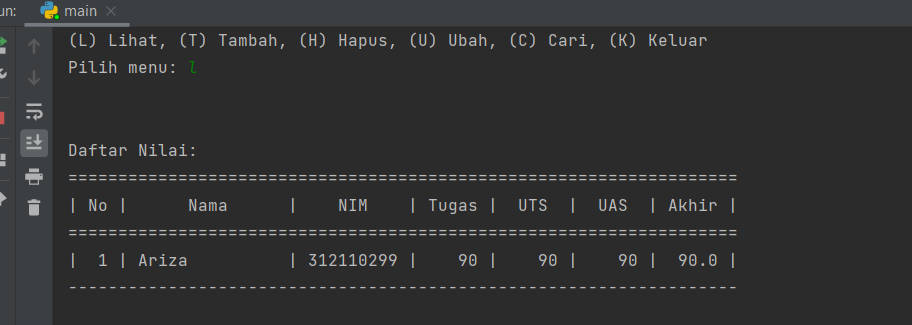 un:
main
(L) Lihat, (T) Tambah, (H) Hapus, (U) Ubah, (C) Cari, (K) Keluar
Pilih menu: l
Daftar Nilai:
===================================================================
| No |      Nama      |    NIM    | Tugas |  UTS  |  UAS  | Akhir |
===================================================================
|  1 | Ariza          | 312110299 |    90 |    90 |    90 |  90.0 |
-------------------------------------------------------------------